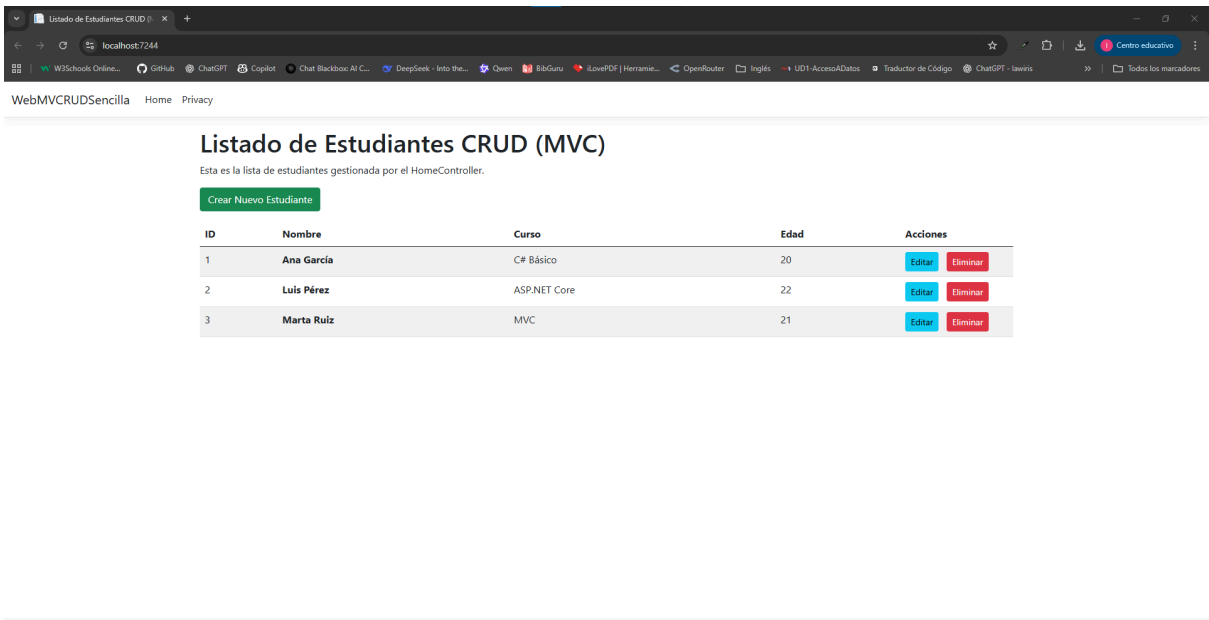 Listado de Estudiantes CRUD (M
localhost:7244
Centro educativo
W3Schools Online... GitHub ChatGPT Copilot Chat Blackbox: AI C... DeepSeek - Into the... Qwen BibGuru iLovePDF | Herramie... OpenRouter Inglés UD1-AccesoADatos Traductor de Código ChatGPT - lawiris » Todos los marcadores
WebMVCRUDSencilla Home Privacy
Listado de Estudiantes CRUD (MVC)
Esta es la lista de estudiantes gestionada por el HomeController.
Crear Nuevo Estudiante
ID Nombre Curso Edad Acciones
1 Ana García C# Básico 20 Editar Eliminar
2 Luis Pérez ASP.NET Core 22 Editar Eliminar
3 Marta Ruiz MVC 21 Editar Eliminar